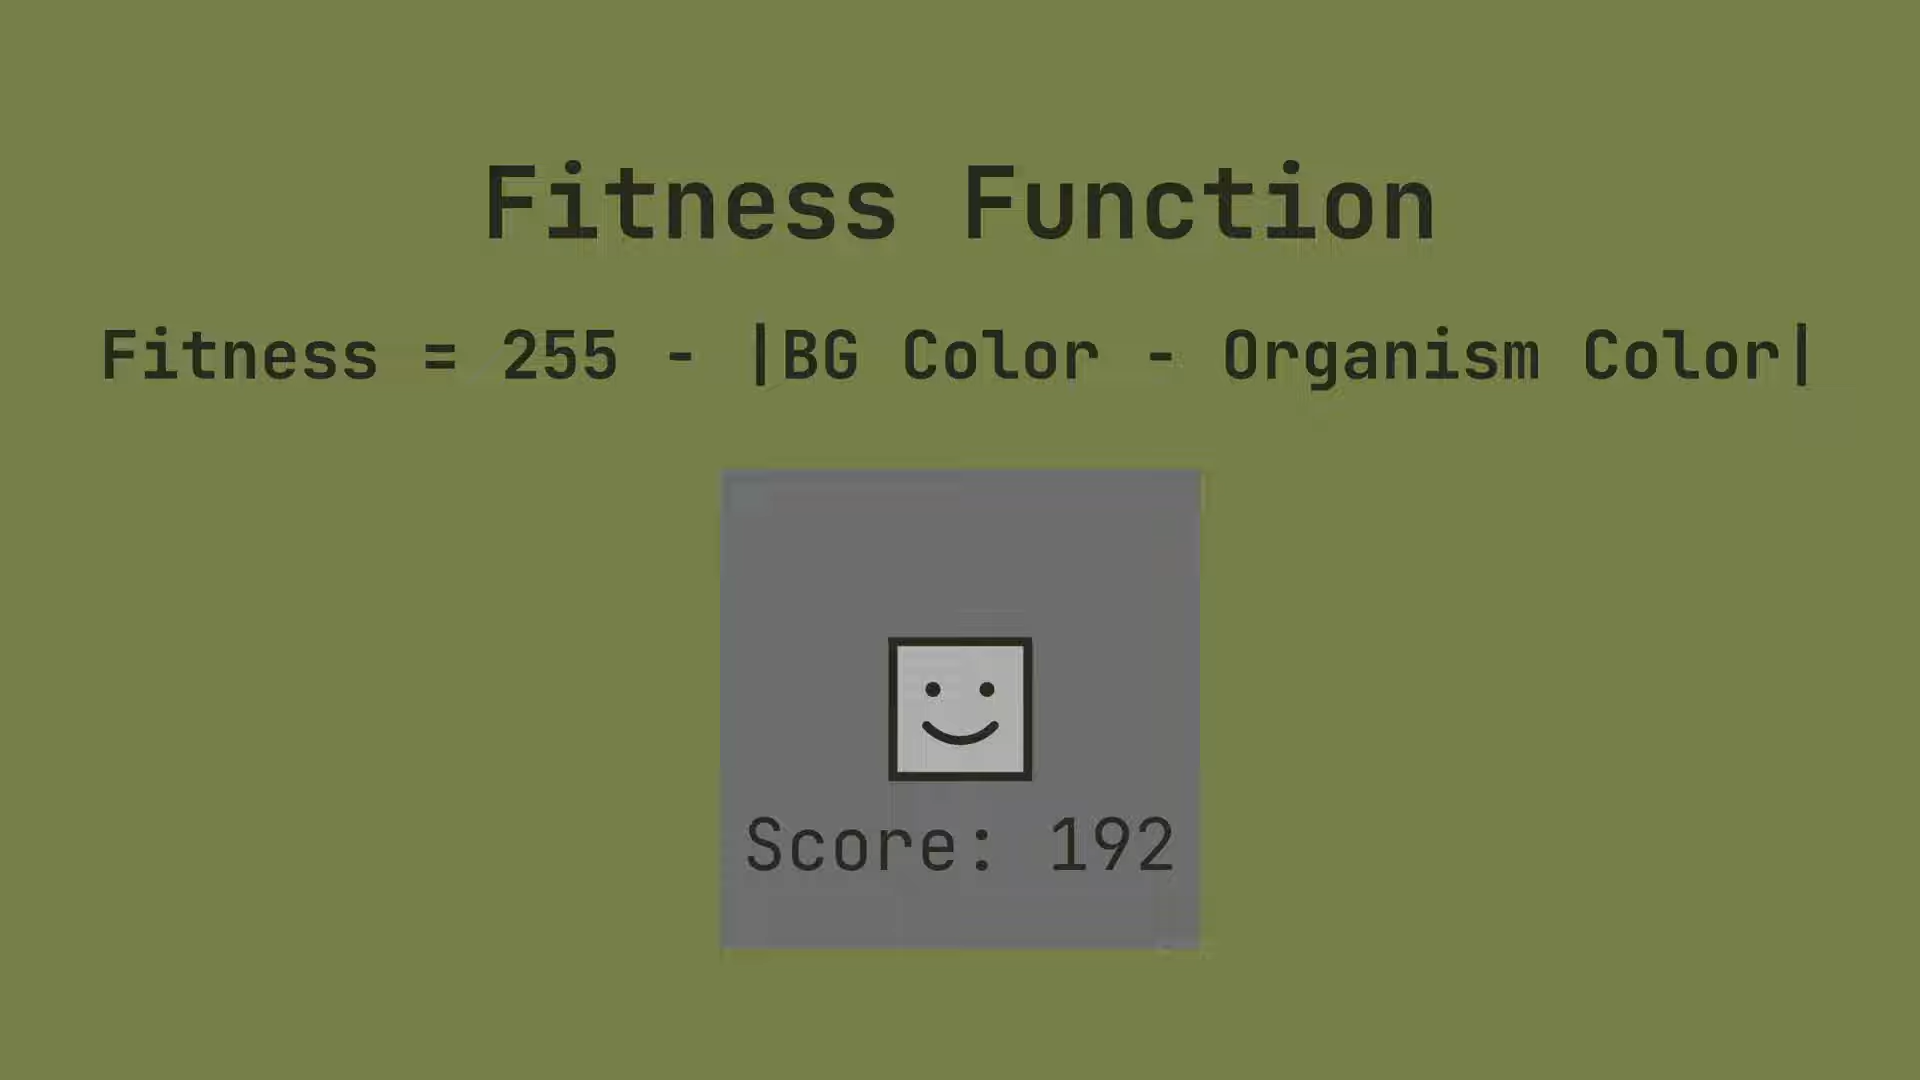 Fitness Function
Fitness = 255 - |BG Color - Organism Color|
Score: 192